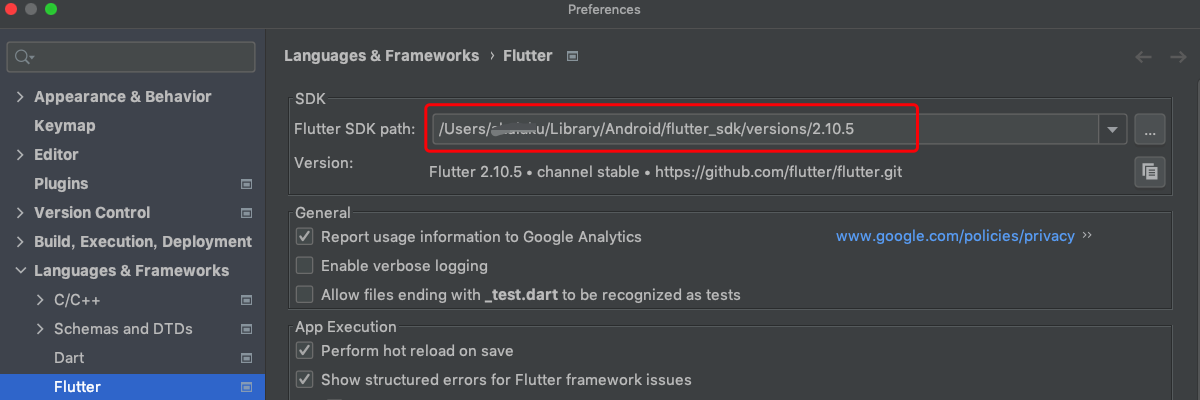 Preferences
Languages & Frameworks › Flutter
Appearance & Behavior
Keymap
Editor
Plugins
Version Control
Build, Execution, Deployment
Languages & Frameworks
C/C++
Schemas and DTDs
Dart
Flutter
SDK
Flutter SDK path: /Users/ /Library/Android/flutter_sdk/versions/2.10.5 ...
Version: Flutter 2.10.5 • channel stable • https://github.com/flutter/flutter.git
General
Report usage information to Google Analytics www.google.com/policies/privacy ››
Enable verbose logging
Allow files ending with _test.dart to be recognized as tests
App Execution
Perform hot reload on save
Show structured errors for Flutter framework issues